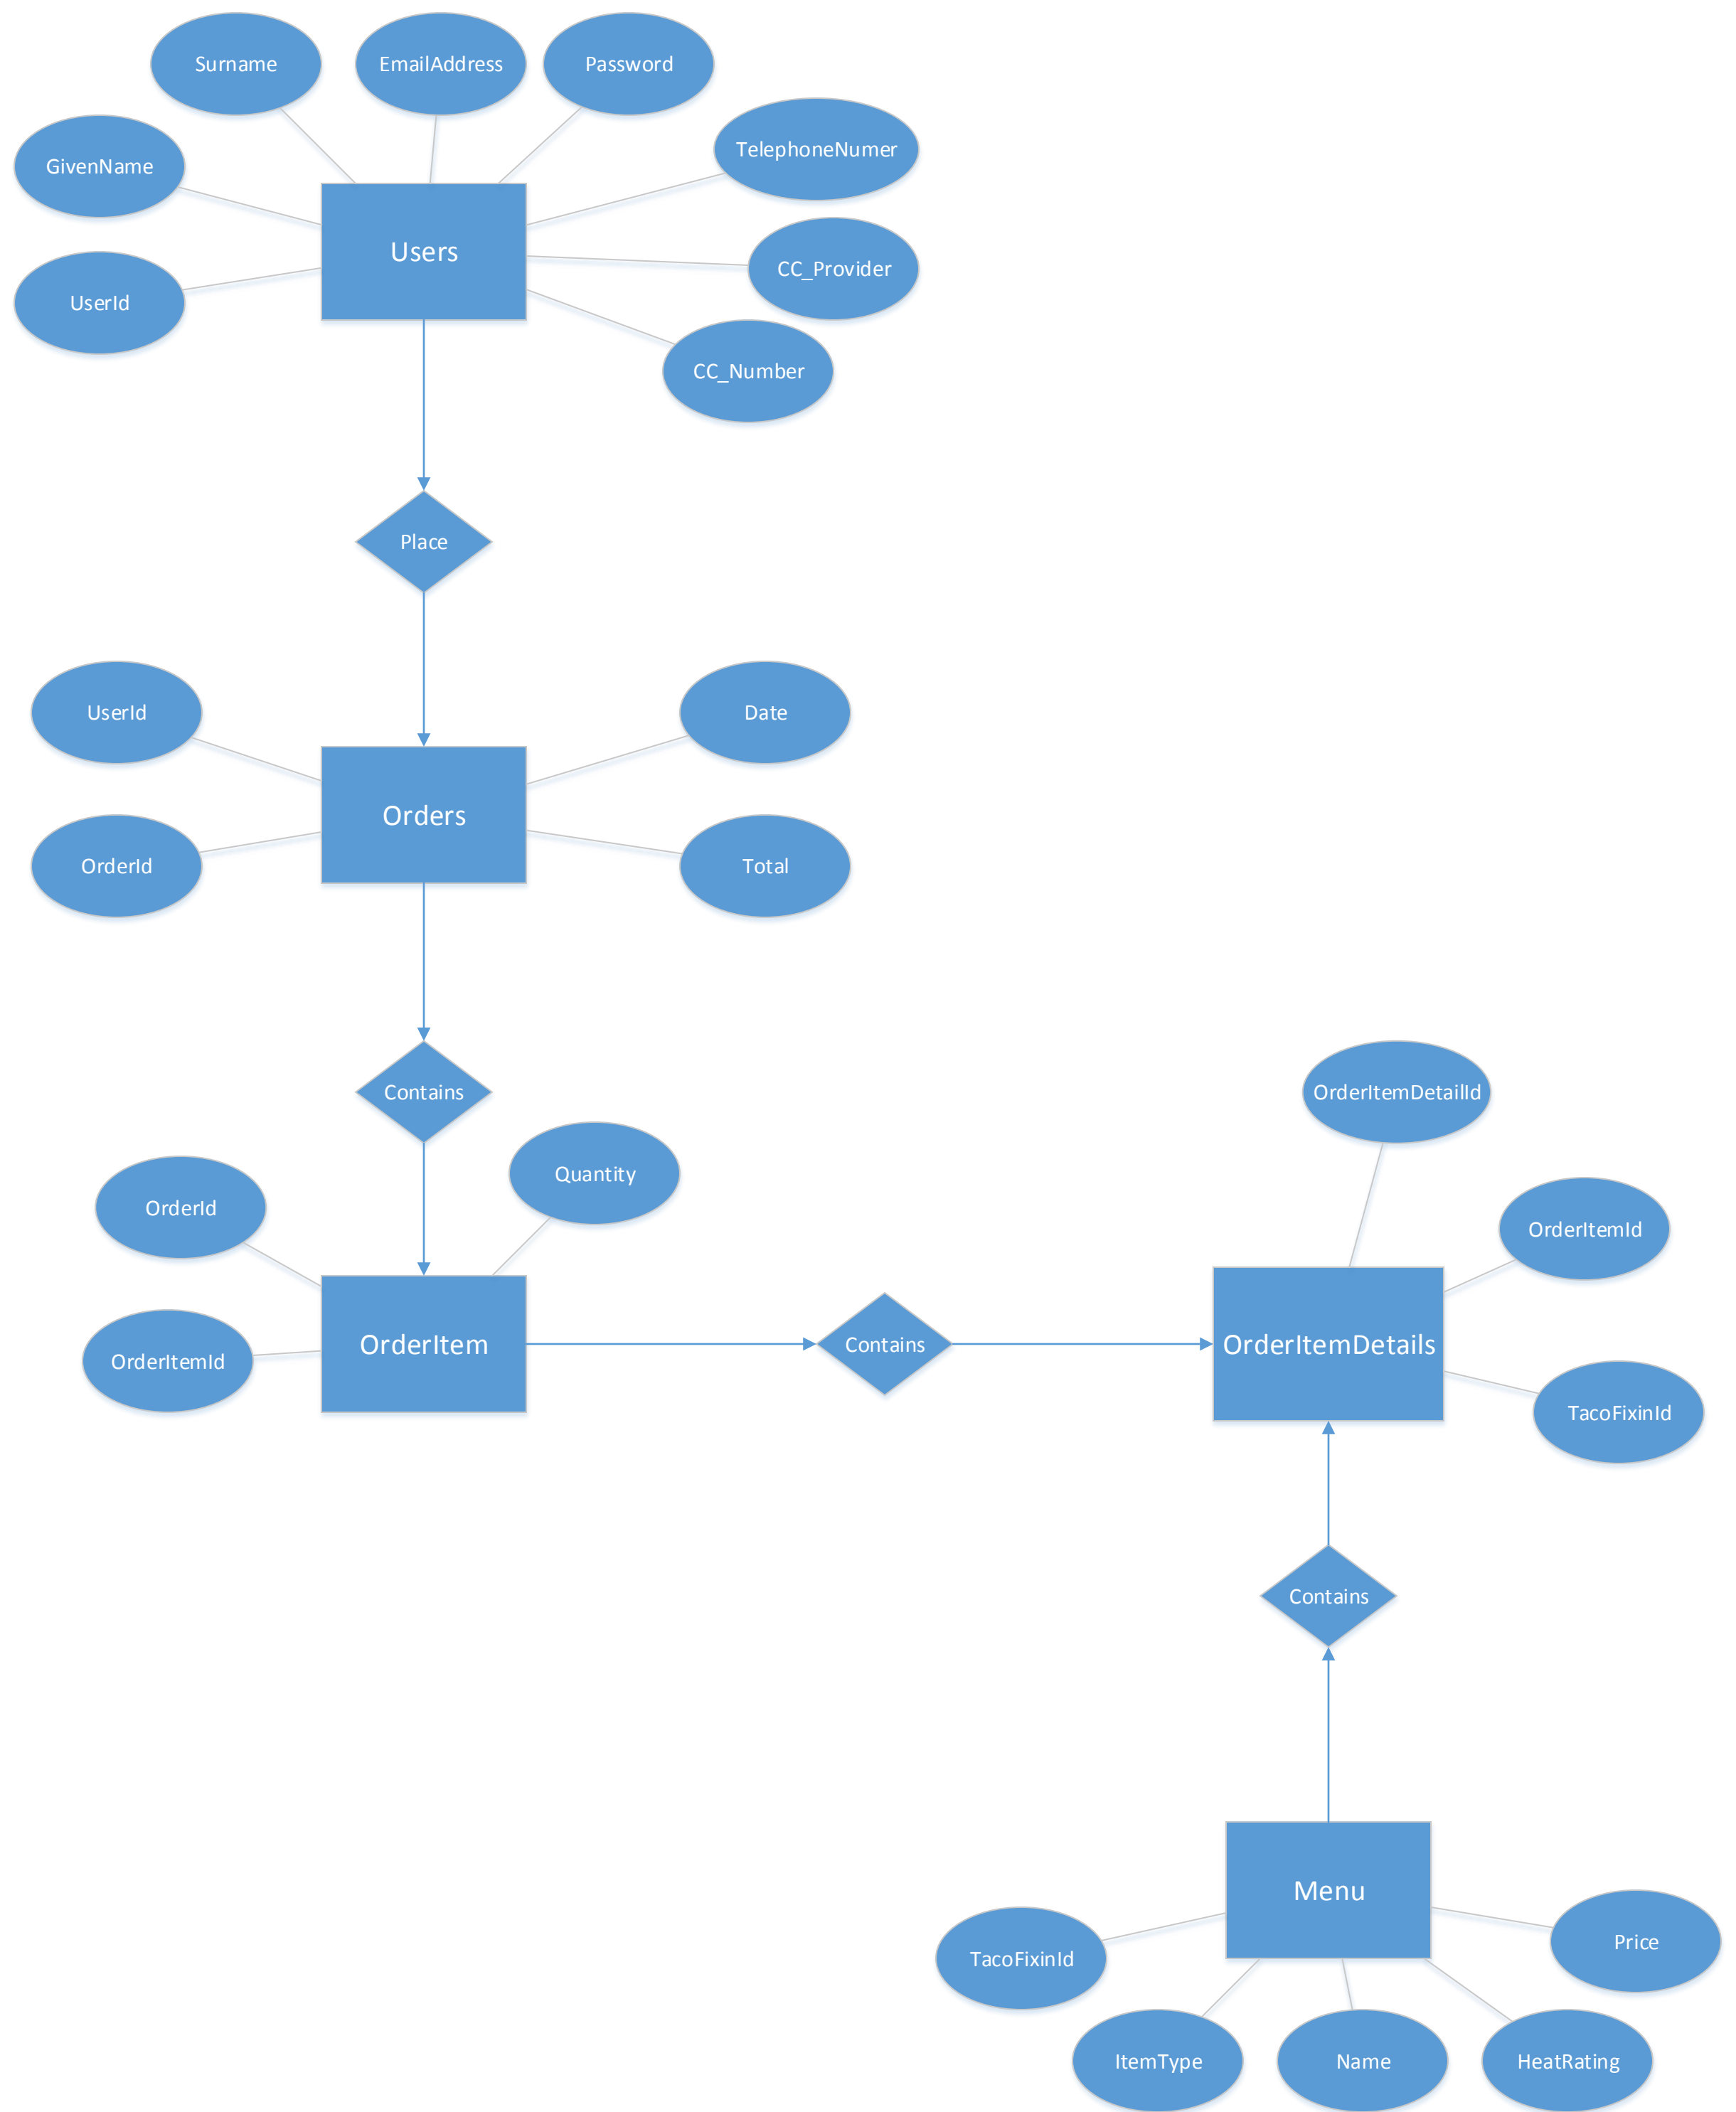 Surname
EmailAddress
Password
TelephoneNumer
GivenName
Users
CC_Provider
UserId
CC_Number
Place
UserId
Date
Orders
OrderId
Total
Contains
OrderItemDetailId
Quantity
OrderId
OrderItemId
OrderItem
Contains
OrderItemDetails
OrderItemId
TacoFixinId
Contains
Menu
Price
TacoFixinId
ItemType
Name
HeatRating